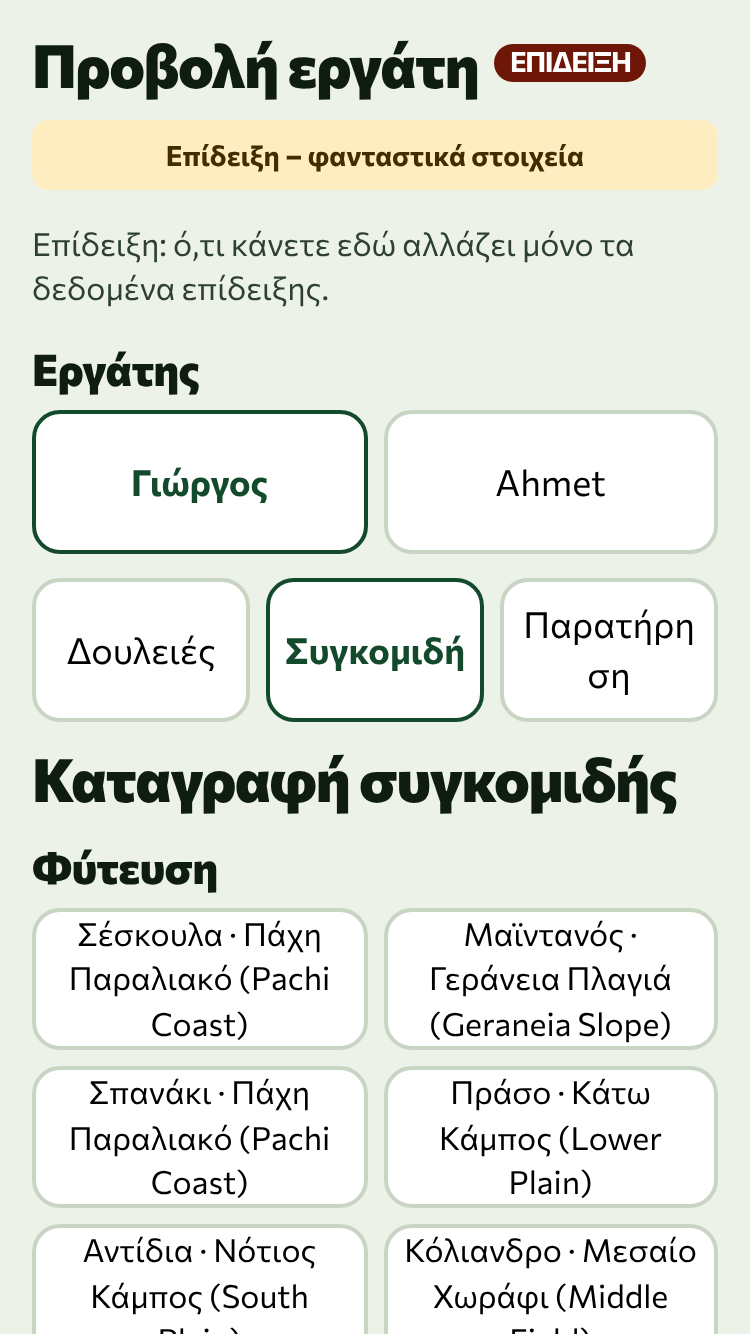 Προβολή εργάτη ΕΠΙΔΕΙΞΗ
Επίδειξη – φανταστικά στοιχεία
Επίδειξη: ό,τι κάνετε εδώ αλλάζει μόνο τα
δεδομένα επίδειξης.
Εργάτης
Γιώργος
Ahmet
Δουλειές
Συγκομιδή
Παρατήρη
ση
Καταγραφή συγκομιδής
Φύτευση
Σέσκουλα · Πάχη
Παραλιακό (Pachi
Coast)
Μαϊντανός ·
Γεράνεια Πλαγιά
(Geraneia Slope)
Σπανάκι · Πάχη
Παραλιακό (Pachi
Coast)
Πράσο · Κάτω
Κάμπος (Lower
Plain)
Αντίδια · Νότιος
Κάμπος (South
Plain)
Κόλιανδρο · Μεσαίο
Χωράφι (Middle
Field)